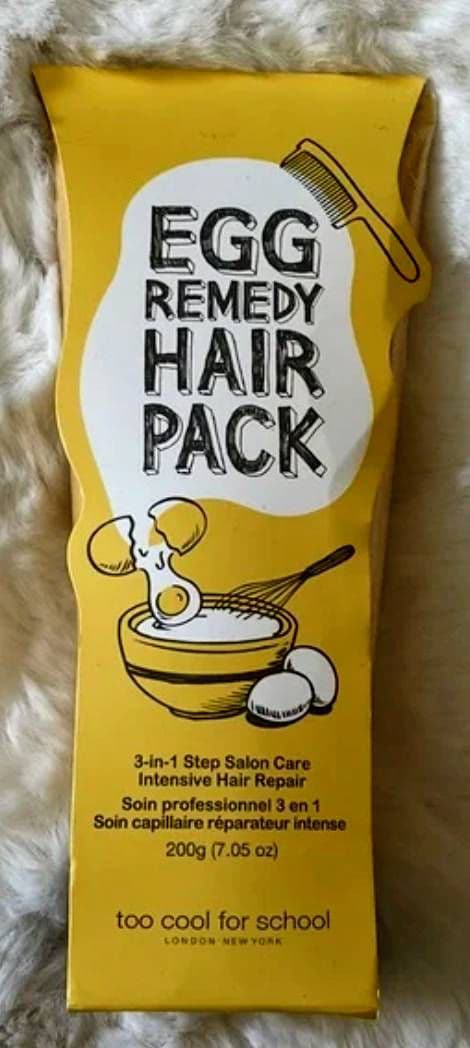 EGG
REMEDY
HAIR
PACK
3-in-1 Step Salon Care
Intensive Hair Repair
Soin professionnel 3 en 1
Soin capillaire réparateur intense
200g (7.05 oz)
too cool for school
LONDON·NEW YORK